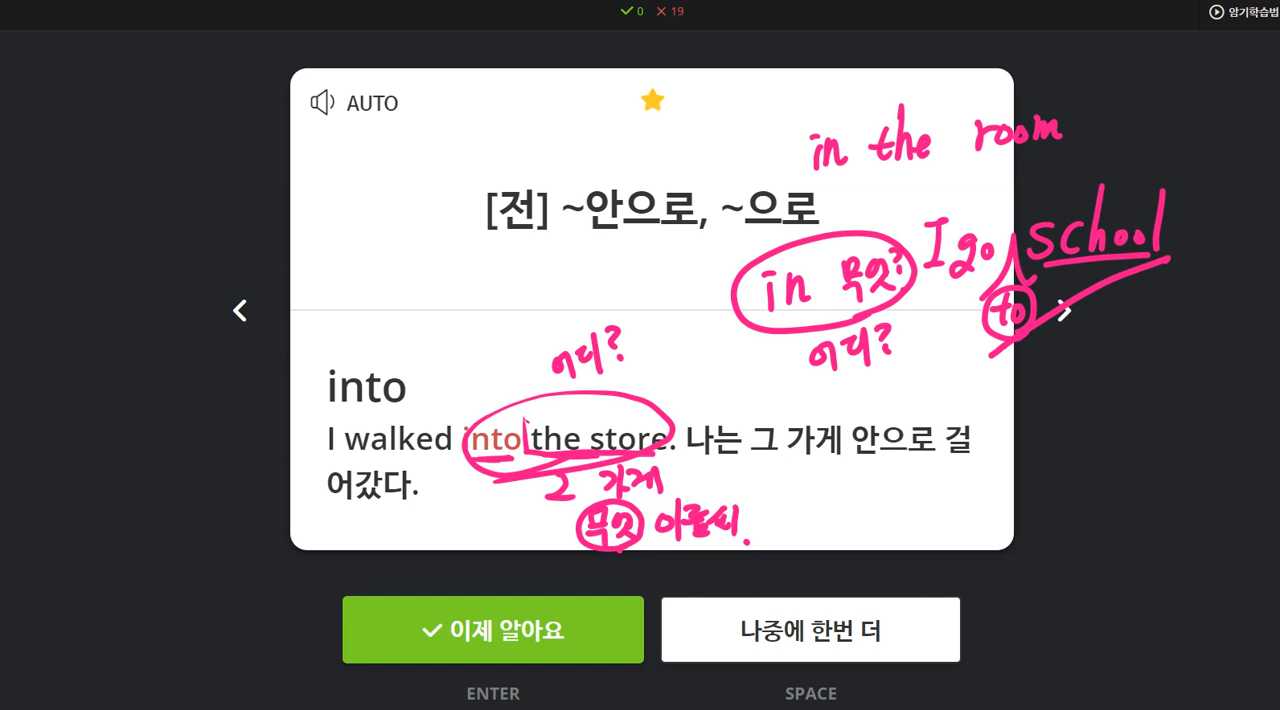 0 19
암기학습법
AUTO
in the room
[전] ~안으로, ~으로
I go school
to
in 무엇?
어디?
어디?
into
I walked into the store. 나는 그 가게 안으로 걸
어갔다.
그 가게
무엇 이름씨.
이제 알아요
나중에 한번 더
ENTER
SPACE